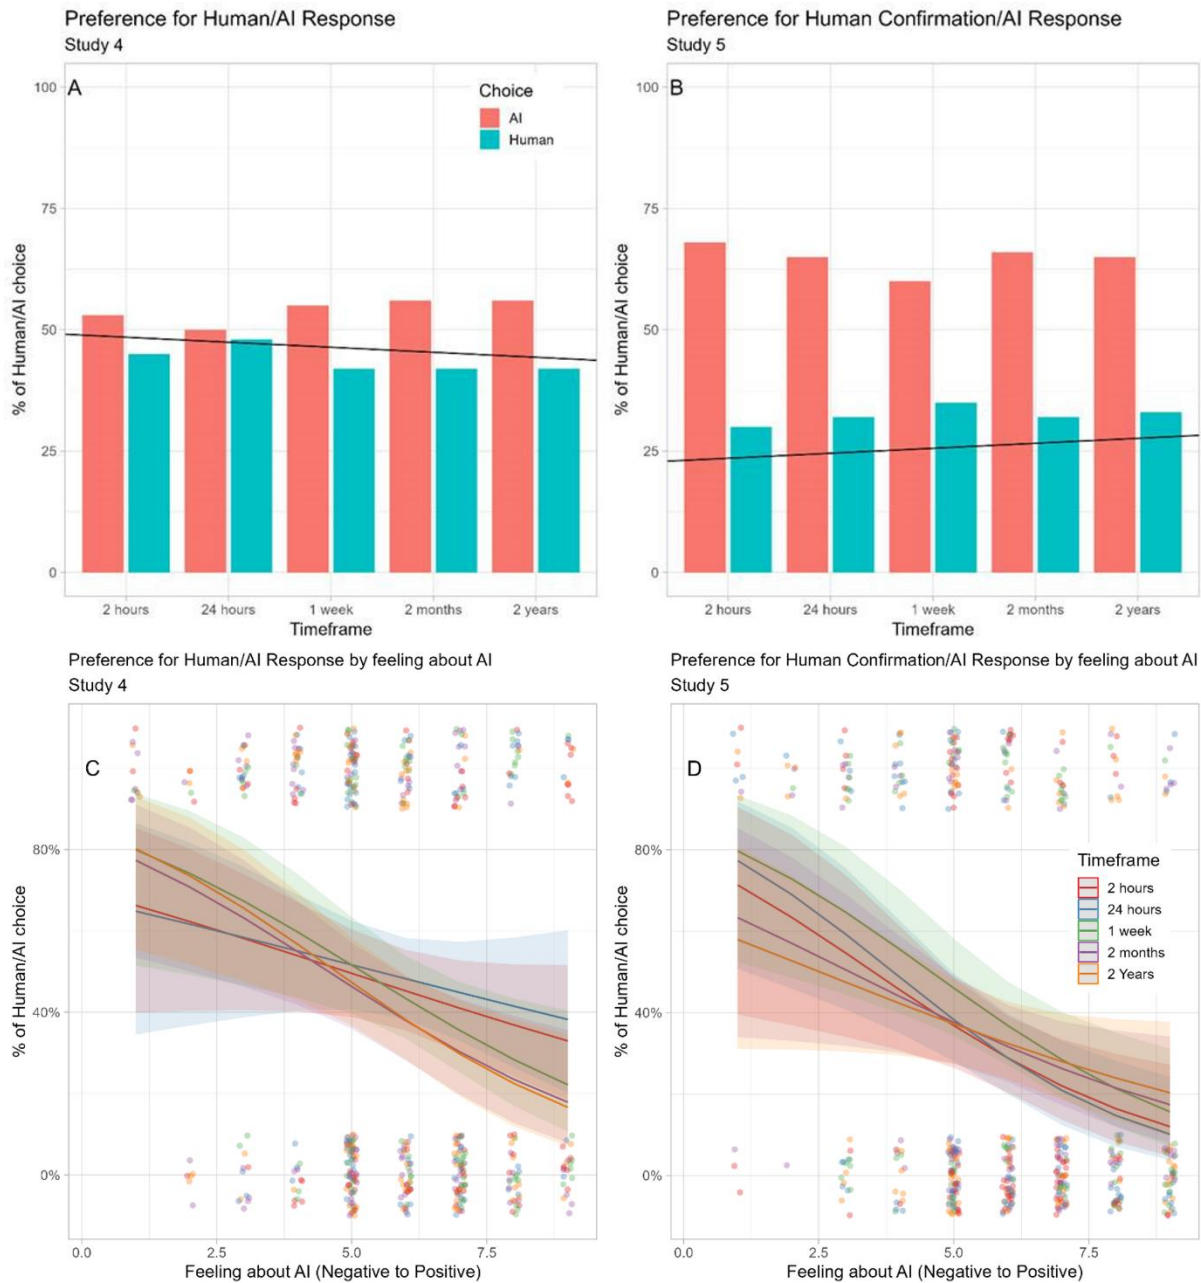 Preference for Human/AI Response
Study 4
A
Choice
AI
Human
100
75
50
25
0
% of Human/AI choice
2 hours
24 hours
1 week
2 months
2 years
Timeframe
Preference for Human Confirmation/AI Response
Study 5
B
100
75
50
25
0
% of Human/AI choice
2 hours
24 hours
1 week
2 months
2 years
Timeframe
Preference for Human/AI Response by feeling about AI
Study 4
C
80%
40%
0%
% of Human/AI choice
0.0
2.5
5.0
7.5
Feeling about AI (Negative to Positive)
Preference for Human Confirmation/AI Response by feeling about AI
Study 5
D
Timeframe
2 hours
24 hours
1 week
2 months
2 Years
80%
40%
0%
% of Human/AI choice
0.0
2.5
5.0
7.5
Feeling about AI (Negative to Positive)